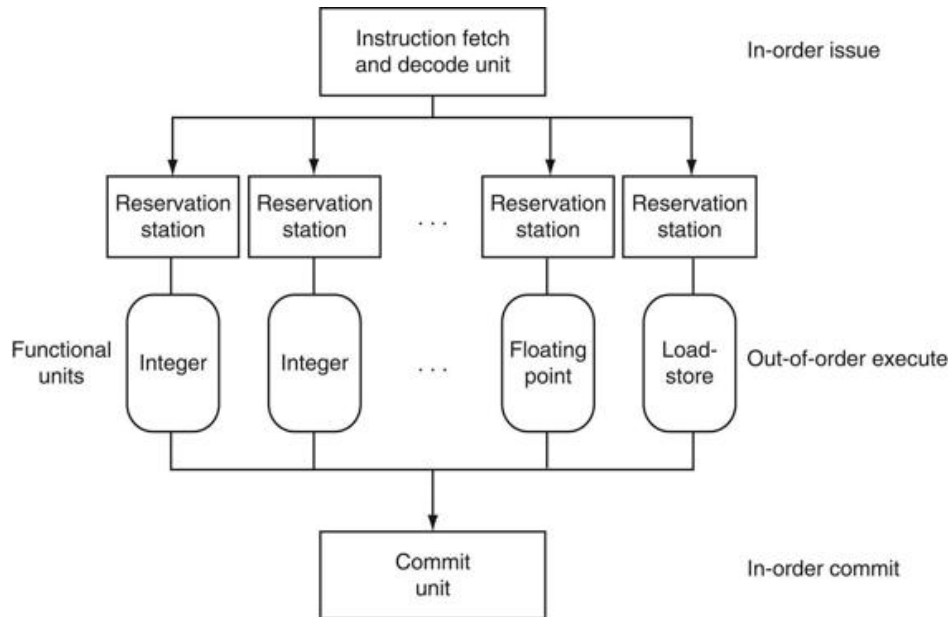 Instruction fetch
and decode unit
In-order issue
Reservation
station
Reservation
station
. . .
Reservation
station
Reservation
station
Functional
units
Integer
Integer
. . .
Floating
point
Load-
store
Out-of-order execute
Commit
unit
In-order commit